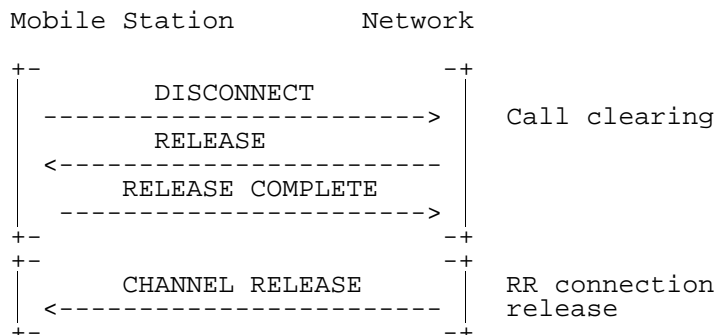 Mobile Station Network
DISCONNECT
Call clearing
RELEASE
RELEASE COMPLETE
CHANNEL RELEASE
RR connection
release